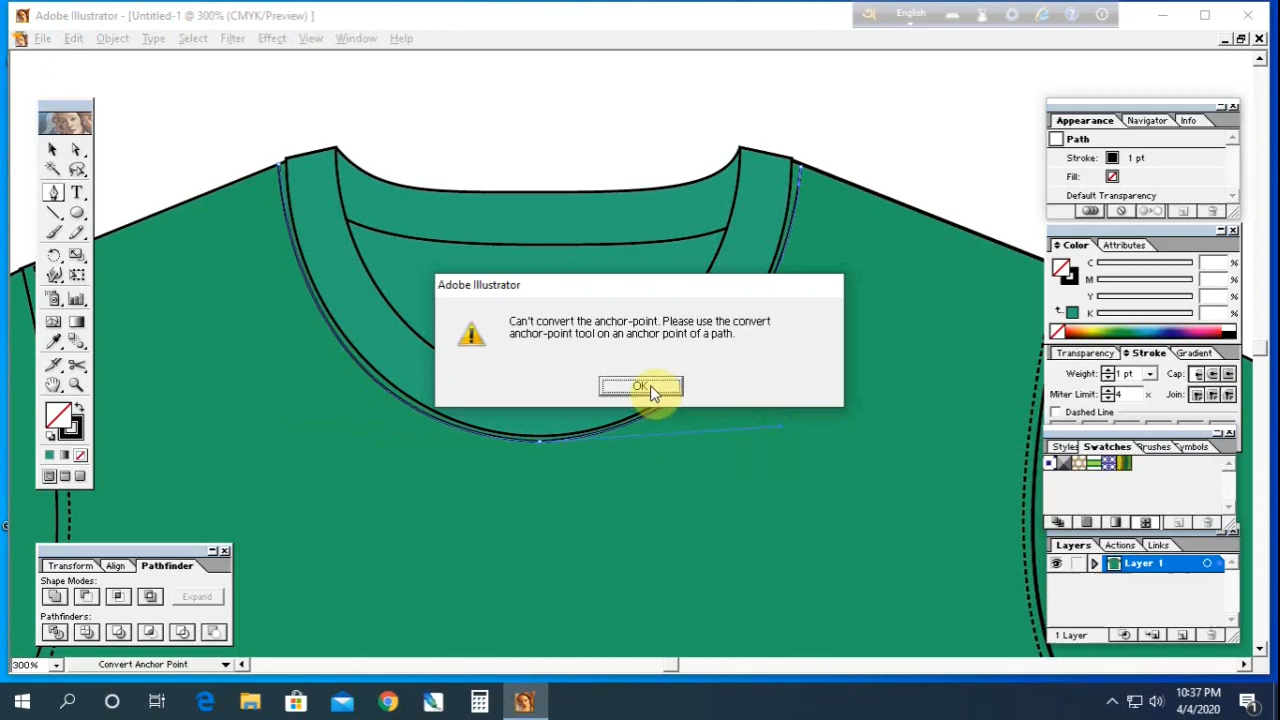 Adobe Illustrator - [Untitled-1 @ 300% (CMYK/Preview) ]
English
File Edit Object Type Select Filter Effect View Window Help
Appearance Navigator Info
Path
Stroke: 1 pt
Fill:
Default Transparency
Color Attributes
C %
M %
Y %
K %
Adobe Illustrator
Can't convert the anchor-point. Please use the convert
anchor-point tool on an anchor point of a path.
OK
Transparency Stroke Gradient
Weight: 1 pt Cap:
Miter Limit: 4 x Join:
Dashed Line
Styles Swatches Brushes Symbols
Transform Align Pathfinder
Shape Modes:
Expand
Pathfinders:
Layers Actions Links
Layer 1
1 Layer
300% Convert Anchor Point
10:37 PM
4/4/2020
1